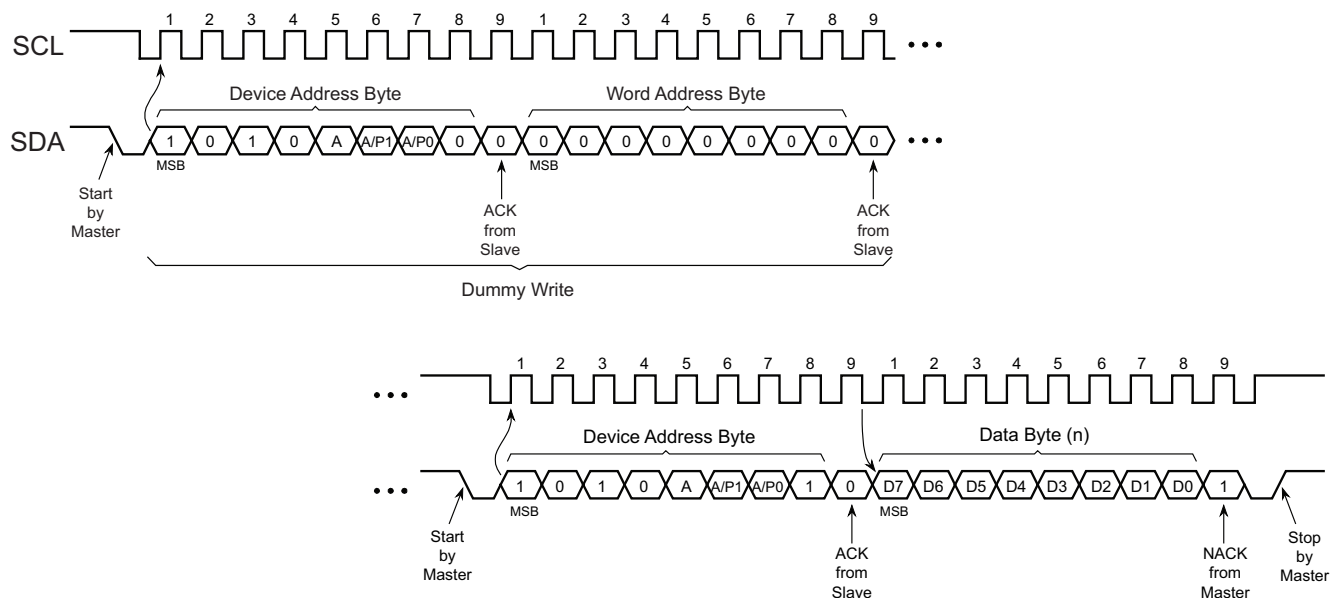 1 2 3 4 5 6 7 8 9 1 2 3 4 5 6 7 8 9
SCL
Device Address Byte Word Address Byte
SDA 1 0 1 0 A A/P1 A/P0 0 0 0 0 0 0 0 0 0 0 0
MSB MSB
Start
by
Master
ACK
from
Slave
ACK
from
Slave
Dummy Write
1 2 3 4 5 6 7 8 9 1 2 3 4 5 6 7 8 9
Device Address Byte Data Byte (n)
1 0 1 0 A A/P1 A/P0 1 0 D7 D6 D5 D4 D3 D2 D1 D0 1
MSB MSB
Start
by
Master
ACK
from
Slave
NACK
from
Master
Stop
by
Master